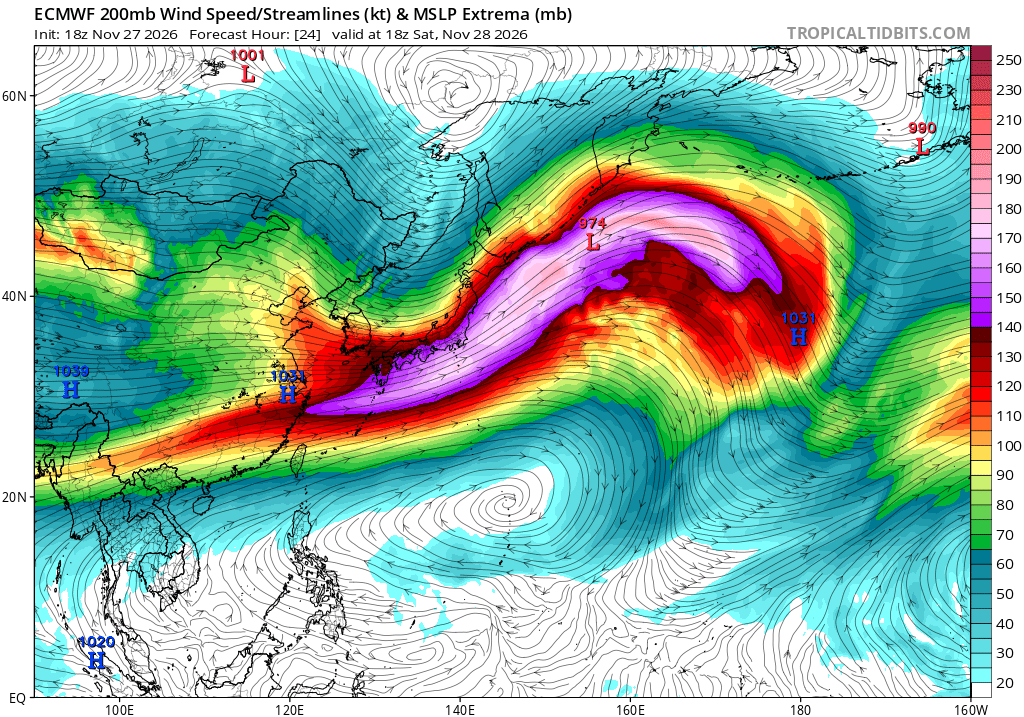 ECMWF 200mb Wind Speed/Streamlines (kt) & MSLP Extrema (mb)
Init: 18z Nov 27 2026 Forecast Hour: [24] valid at 18z Sat, Nov 28 2026
TROPICALTIDBITS.COM
1001
L
990
L
974
L
1031
H
1039
H
1031
H
1020
H
60N
40N
20N
EQ
100E
120E
140E
160E
180
160W
250
230
210
200
190
180
170
160
150
140
130
120
110
100
90
80
70
60
50
40
30
20